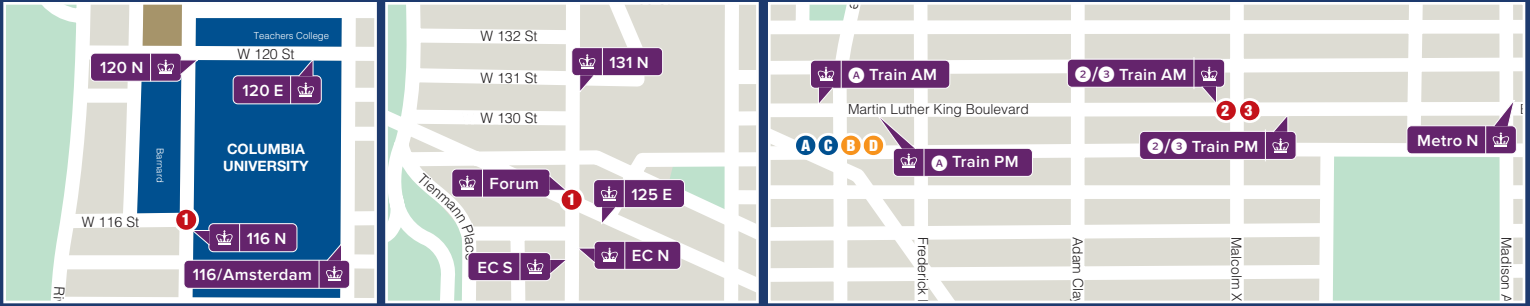 Teachers College
W 120 St
120 N
120 E
COLUMBIA
UNIVERSITY
Barnard
W 116 St
1
116 N
116/Amsterdam
W 132 St
131 N
W 131 St
W 130 St
Tiemann Place
Forum
1
125 E
EC S
EC N
A Train AM
2/3 Train AM
Martin Luther King Boulevard
2 3
A C B D
A Train PM
2/3 Train PM
Metro N
Frederick
Adam Cla
Malcolm X
Madison A